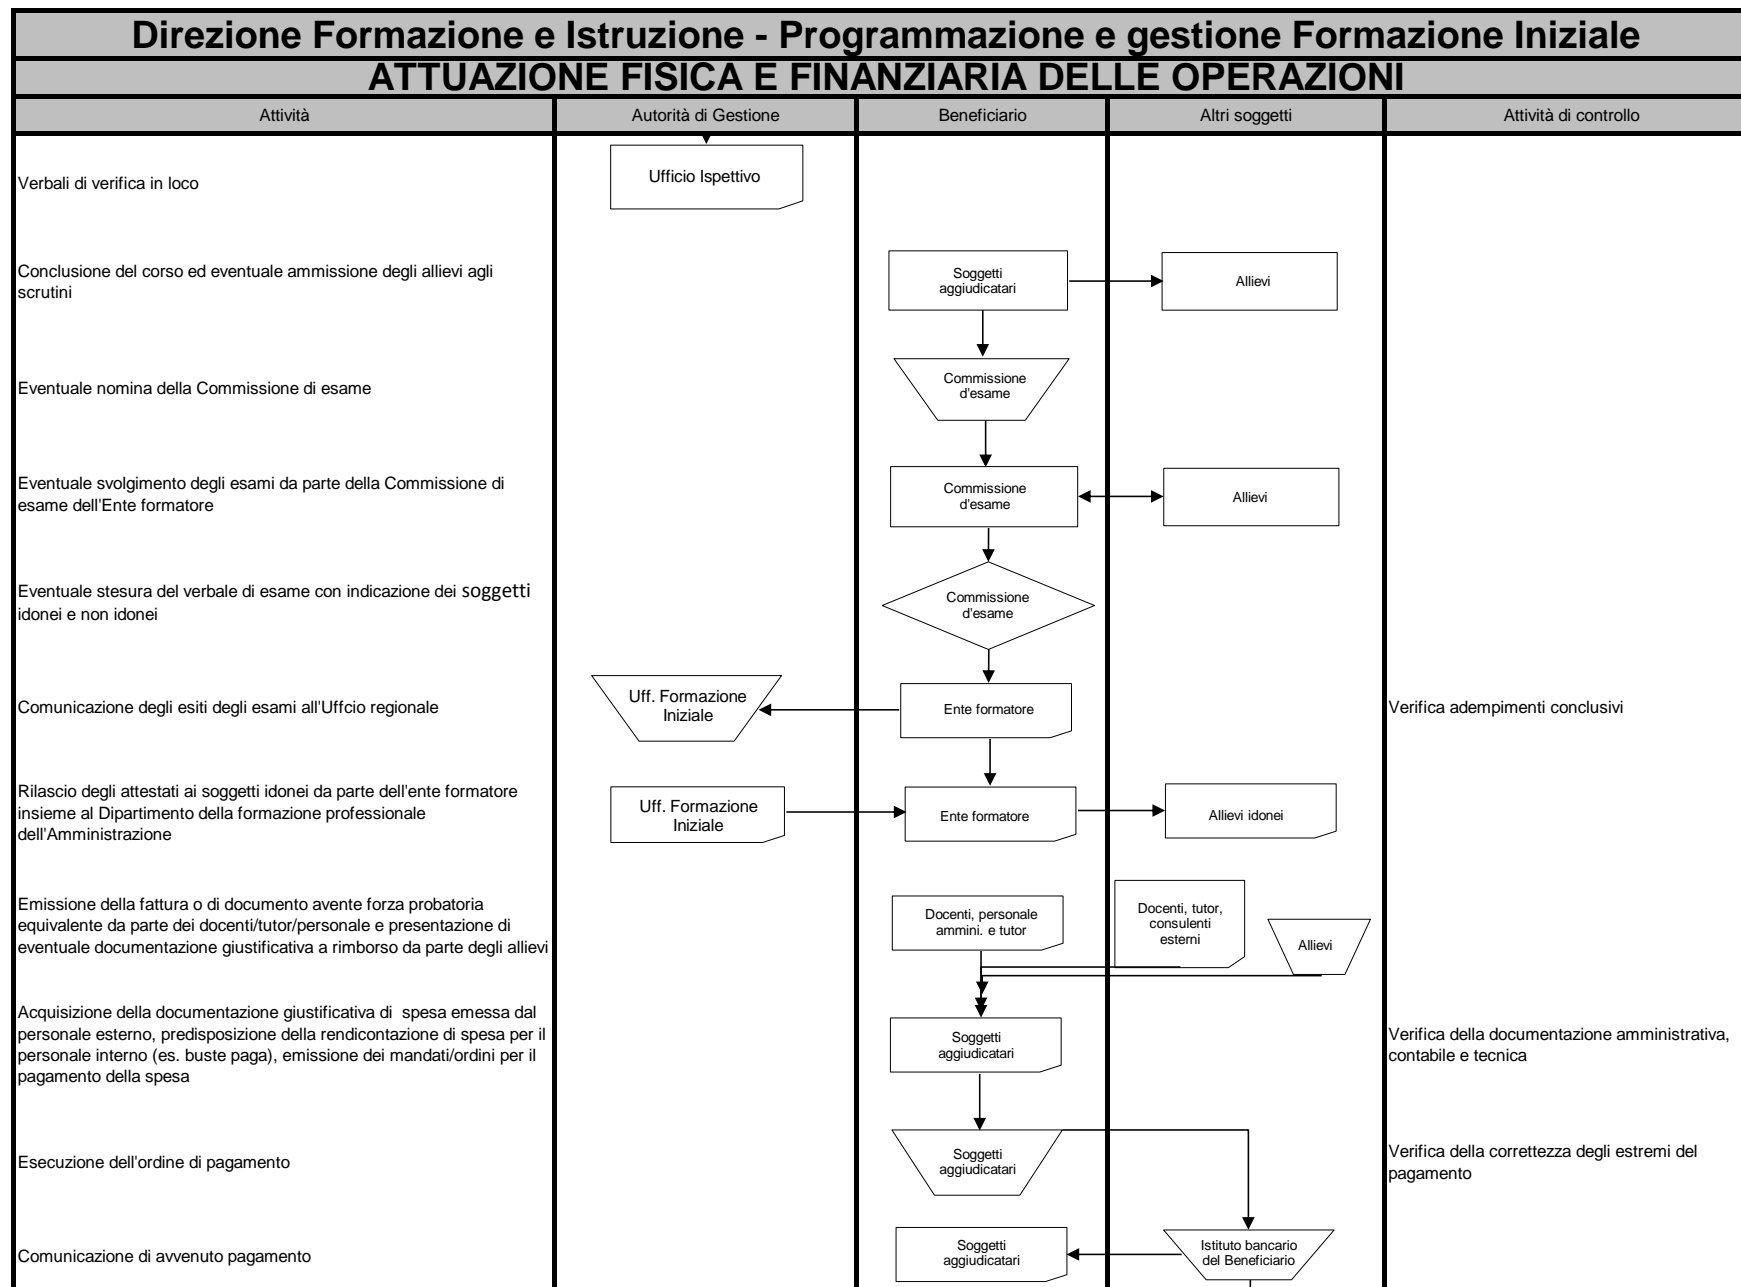 Direzione Formazione e Istruzione - Programmazione e gestione Formazione Iniziale
ATTUAZIONE FISICA E FINANZIARIA DELLE OPERAZIONI
Attività
Autorità di Gestione
Beneficiario
Altri soggetti
Attività di controllo
Verbali di verifica in loco
Ufficio Ispettivo
Conclusione del corso ed eventuale ammissione degli allievi agli
scrutini
Soggetti
aggiudicatari
Allievi
Eventuale nomina della Commissione di esame
Commissione
d'esame
Eventuale svolgimento degli esami da parte della Commissione di
esame dell'Ente formatore
Commissione
d'esame
Allievi
Eventuale stesura del verbale di esame con indicazione dei soggetti
idonei e non idonei
Commissione
d'esame
Comunicazione degli esiti degli esami all'Uffcio regionale
Uff. Formazione
Iniziale
Ente formatore
Verifica adempimenti conclusivi
Rilascio degli attestati ai soggetti idonei da parte dell'ente formatore
insieme al Dipartimento della formazione professionale
dell'Amministrazione
Uff. Formazione
Iniziale
Ente formatore
Allievi idonei
Emissione della fattura o di documento avente forza probatoria
equivalente da parte dei docenti/tutor/personale e presentazione di
eventuale documentazione giustificativa a rimborso da parte degli allievi
Docenti, personale
ammini. e tutor
Docenti, tutor,
consulenti
esterni
Allievi
Acquisizione della documentazione giustificativa di  spesa emessa dal
personale esterno, predisposizione della rendicontazione di spesa per il
personale interno (es. buste paga), emissione dei mandati/ordini per il
pagamento della spesa
Soggetti
aggiudicatari
Verifica della documentazione amministrativa,
contabile e tecnica
Esecuzione dell'ordine di pagamento
Soggetti
aggiudicatari
Verifica della correttezza degli estremi del
pagamento
Comunicazione di avvenuto pagamento
Soggetti
aggiudicatari
Istituto bancario
del Beneficiario